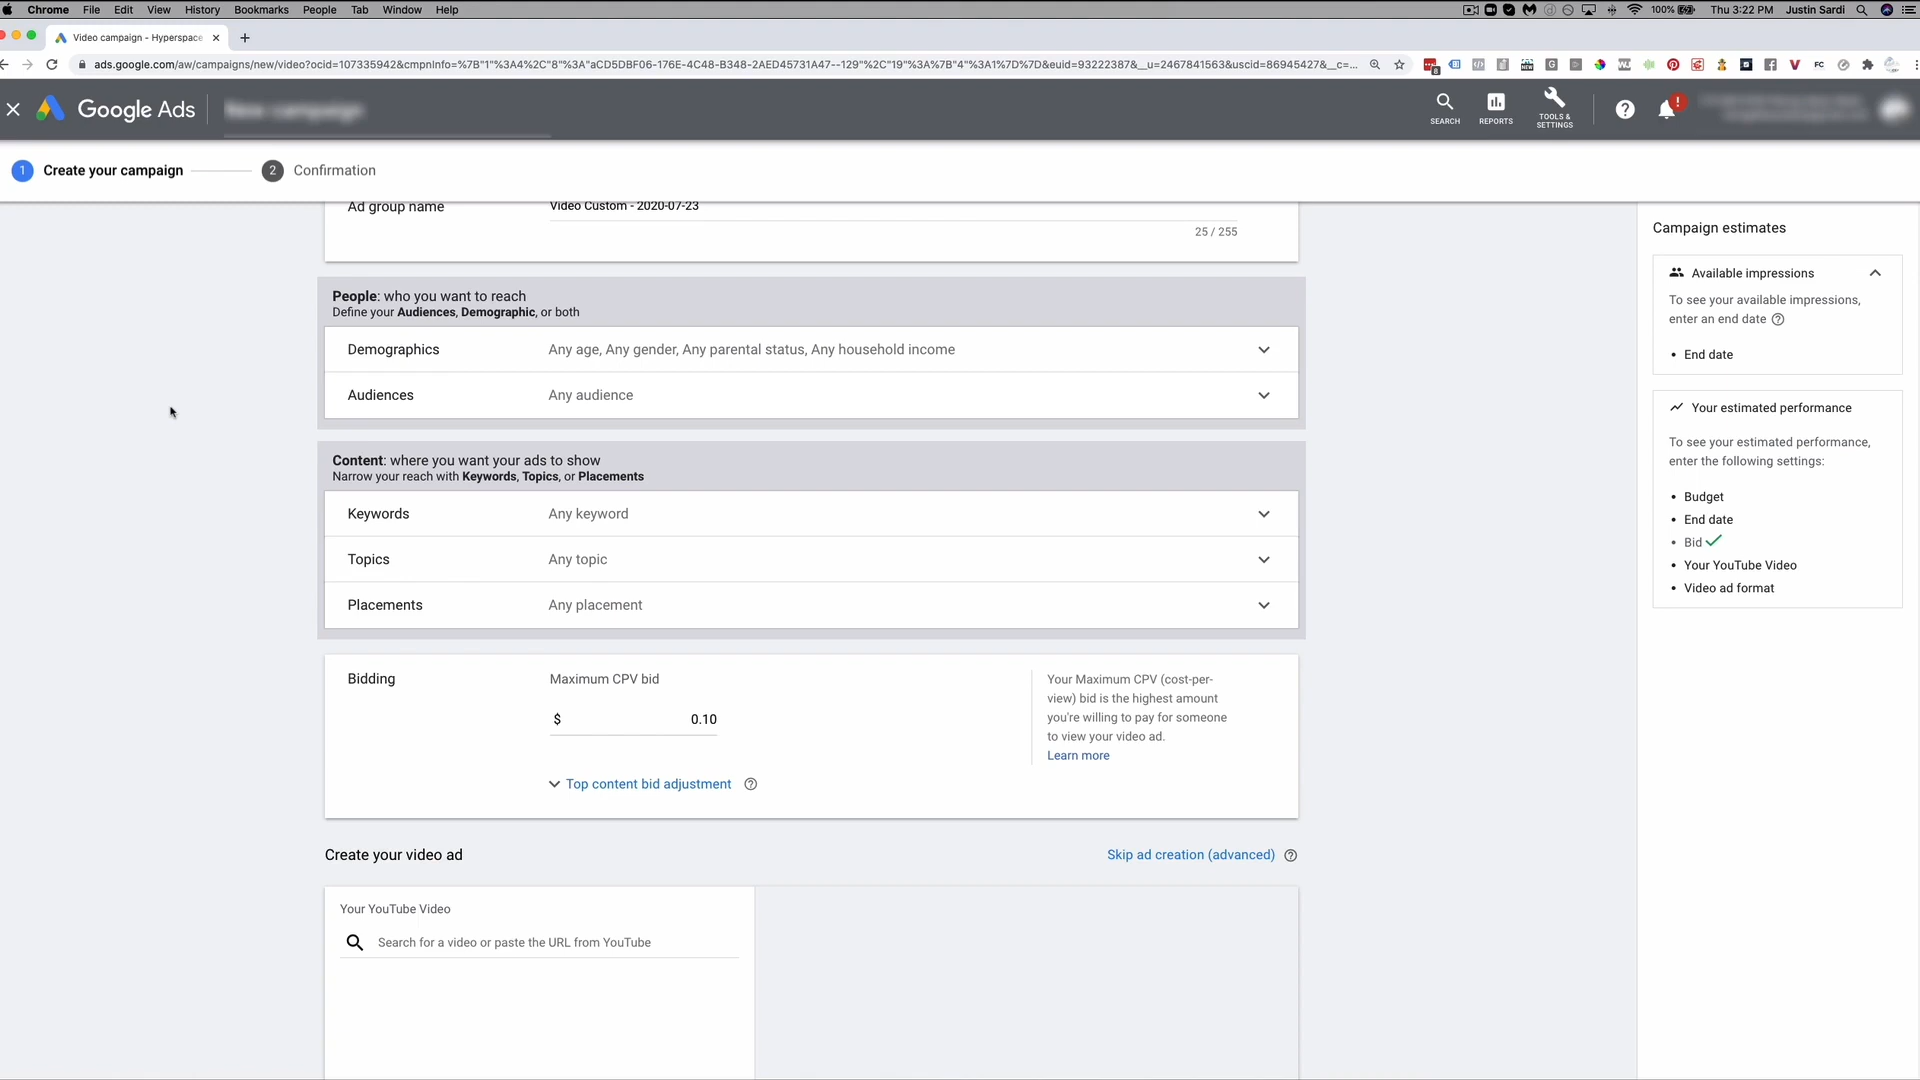 Chrome File Edit View History Bookmarks People Tab Window Help
100% Thu 3:22 PM Justin Sardi
Video campaign - Hyperspace
ads.google.com/aw/campaigns/new/video?ocid=107335942&cmpnInfo=%7B"1"%3A4%2C"8"%3A"aCD5DBF06-176E-4C48-B348-2AED45731A47--129"%2C"19"%3A%7B"4"%3A1%7D%7D&euid=93222387&__u=2467841563&uscid=86945427&__c=...
Google Ads
New campaign
SEARCH
REPORTS
TOOLS &
SETTINGS
1 Create your campaign
2 Confirmation
Ad group name
Video Custom - 2020-07-23
25 / 255
People: who you want to reach
Define your Audiences, Demographic, or both
Demographics
Any age, Any gender, Any parental status, Any household income
Audiences
Any audience
Content: where you want your ads to show
Narrow your reach with Keywords, Topics, or Placements
Keywords
Any keyword
Topics
Any topic
Placements
Any placement
Bidding
Maximum CPV bid
$ 0.10
Your Maximum CPV (cost-per-
view) bid is the highest amount
you're willing to pay for someone
to view your video ad.
Learn more
Top content bid adjustment
Create your video ad
Skip ad creation (advanced)
Your YouTube Video
Search for a video or paste the URL from YouTube
Campaign estimates
Available impressions
To see your available impressions,
enter an end date
• End date
Your estimated performance
To see your estimated performance,
enter the following settings:
• Budget
• End date
• Bid
• Your YouTube Video
• Video ad format